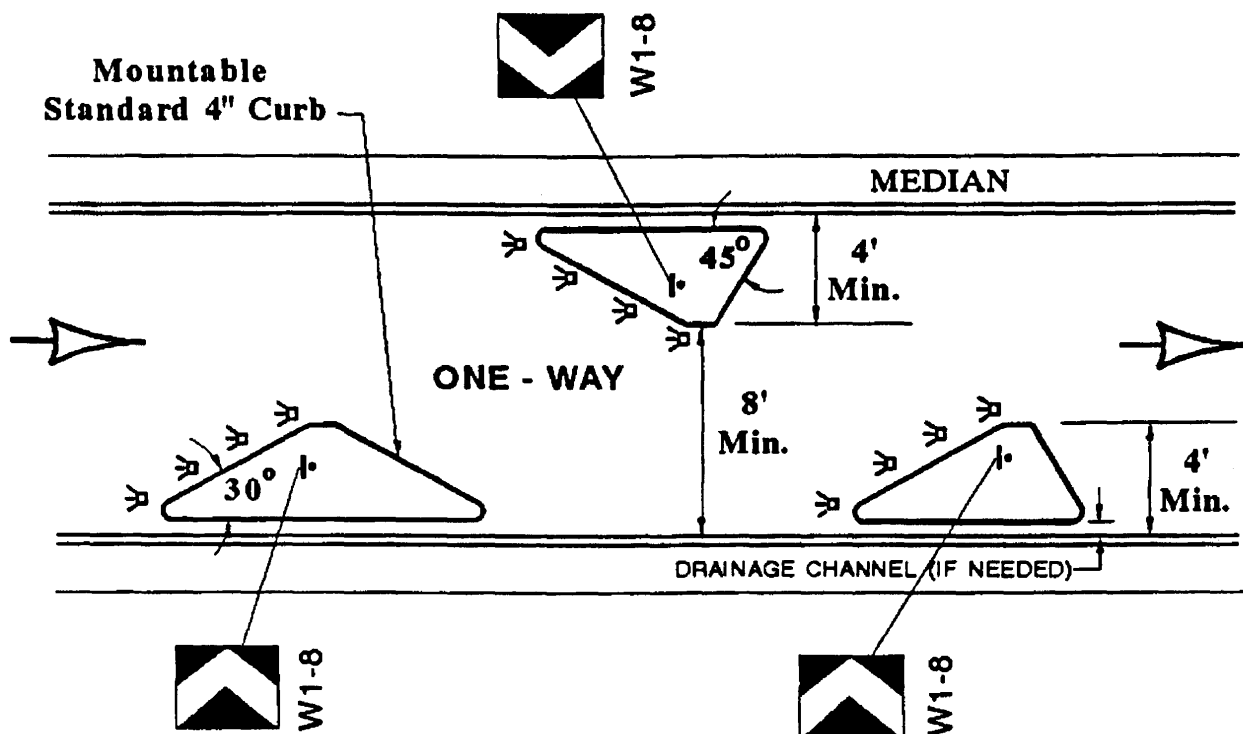 W1-8
Mountable
Standard 4" Curb
MEDIAN
45°
4'
Min.
ONE - WAY
8'
Min.
30°
4'
Min.
DRAINAGE CHANNEL (IF NEEDED)
W1-8
W1-8